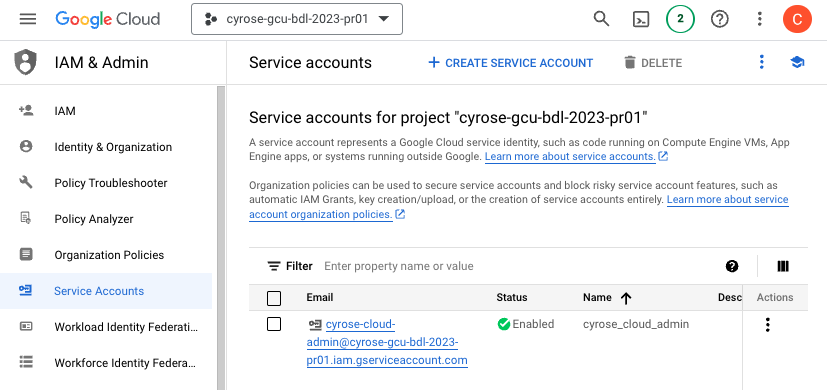 Google Cloud
cyrose-gcu-bdl-2023-pr01
2
C
IAM & Admin
IAM
Identity & Organization
Policy Troubleshooter
Policy Analyzer
Organization Policies
Service Accounts
Workload Identity Federati...
Workforce Identity Federa...
Service accounts
CREATE SERVICE ACCOUNT
DELETE
Service accounts for project "cyrose-gcu-bdl-2023-pr01"
A service account represents a Google Cloud service identity, such as code running on Compute Engine VMs, App
Engine apps, or systems running outside Google. Learn more about service accounts.
Organization policies can be used to secure service accounts and block risky service account features, such as
automatic IAM Grants, key creation/upload, or the creation of service accounts entirely. Learn more about service
account organization policies.
Filter Enter property name or value
Email Status Name Desc Actions
cyrose-cloud-
admin@cyrose-gcu-bdl-2023-
pr01.iam.gserviceaccount.com
Enabled
cyrose_cloud_admin